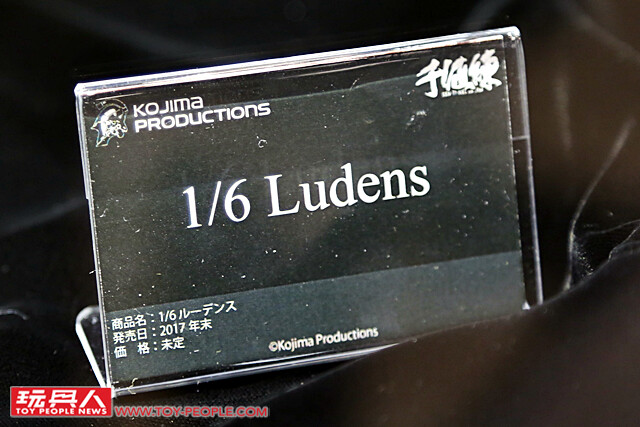 KOJIMA
PRODUCTIONS
千値練
1/6 Ludens
商品名：1/6 ルーデンス
発売日：2017 年末
価　格：未定
©Kojima Productions
玩具人
TOY PEOPLE NEWS
WWW.TOY-PEOPLE.COM